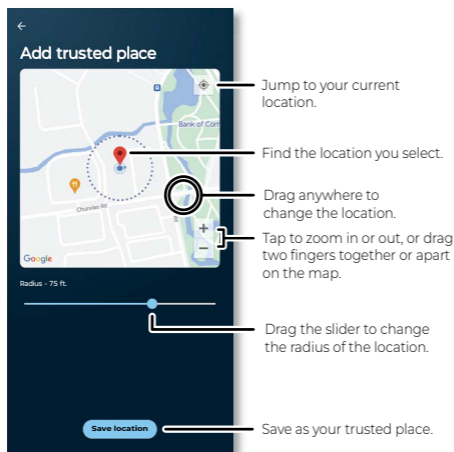 ←
Add trusted place
Jump to your current
location.
Bank of Com
Find the location you select.
Drag anywhere to
change the location.
+
Tap to zoom in or out, or drag
two fingers together or apart
on the map.
−
Google
Radius - 75 ft.
Drag the slider to change
the radius of the location.
Save location
Save as your trusted place.